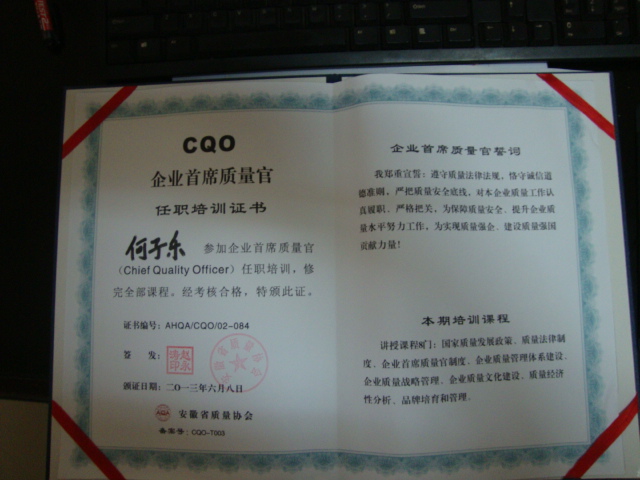 CQO
企业首席质量官
任职培训证书
何子东 参加企业首席质量官
（Chief Quality Officer）任职培训，修
完全部课程。经考核合格，特颁此证。
证书编号：AHQA/CQO/02-084
签 发：
颁证日期：二〇一三年六月八日
AQA 安徽省质量协会
备案号：CQO-7003
企业首席质量官誓词
我郑重宣誓：遵守质量法律法规，恪守诚信道
德准则，严把质量安全底线，对本企业质量工作认
真履职、严格把关，为保障质量安全、提升企业质
量水平努力工作，为实现质量强企、建设质量强国
贡献力量！
本期培训课程
讲授课程8门：国家质量发展政策、质量法律制
度、企业首席质量官制度、企业质量管理体系建设、
企业质量战略管理、企业质量文化建设、质量经济
性分析、品牌培育和管理。